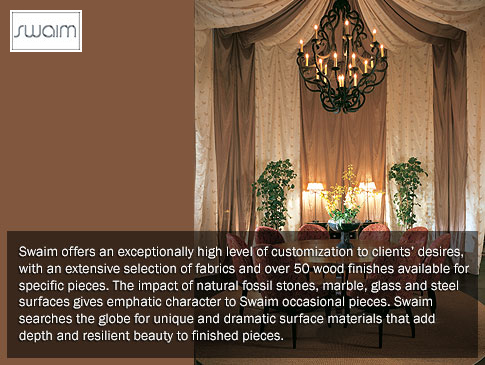 swaim
Swaim offers an exceptionally high level of customization to clients' desires,
with an extensive selection of fabrics and over 50 wood finishes available for
specific pieces. The impact of natural fossil stones, marble, glass and steel
surfaces gives emphatic character to Swaim occasional pieces. Swaim
searches the globe for unique and dramatic surface materials that add
depth and resilient beauty to finished pieces.